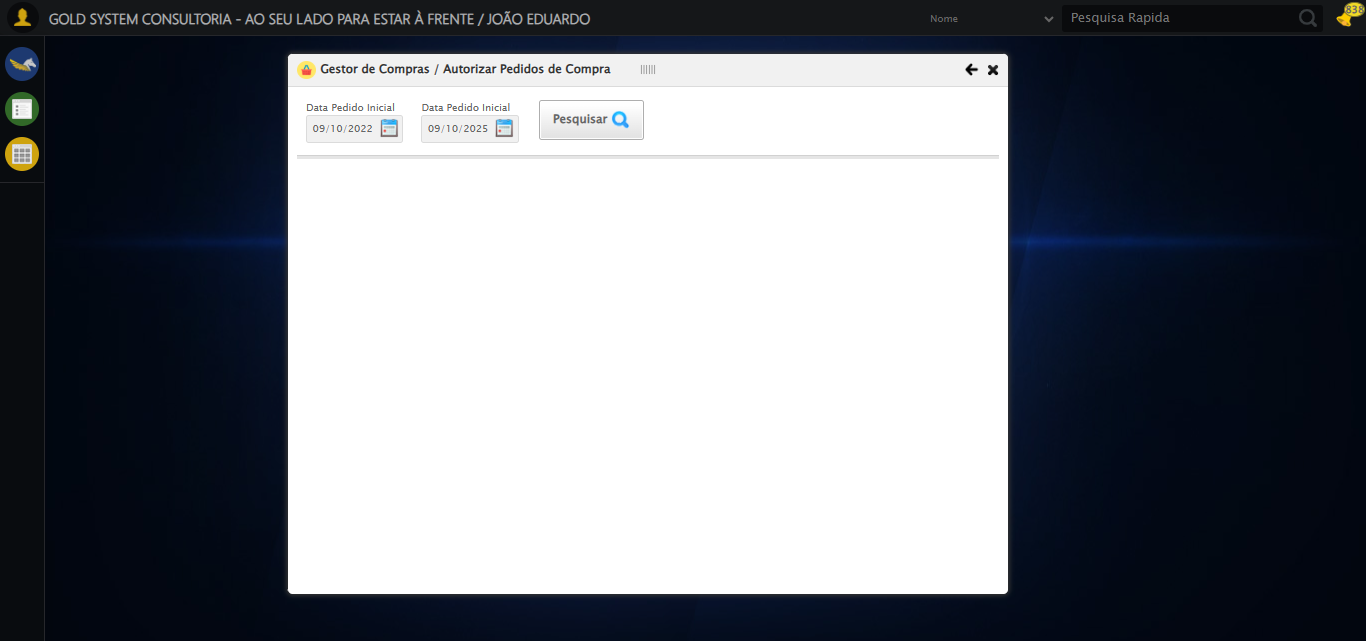 GOLD SYSTEM CONSULTORIA - AO SEU LADO PARA ESTAR À FRENTE / JOÃO EDUARDO
Nome
Pesquisa Rapida
838
Gestor de Compras / Autorizar Pedidos de Compra
Data Pedido Inicial
Data Pedido Inicial
09/10/2022
09/10/2025
Pesquisar